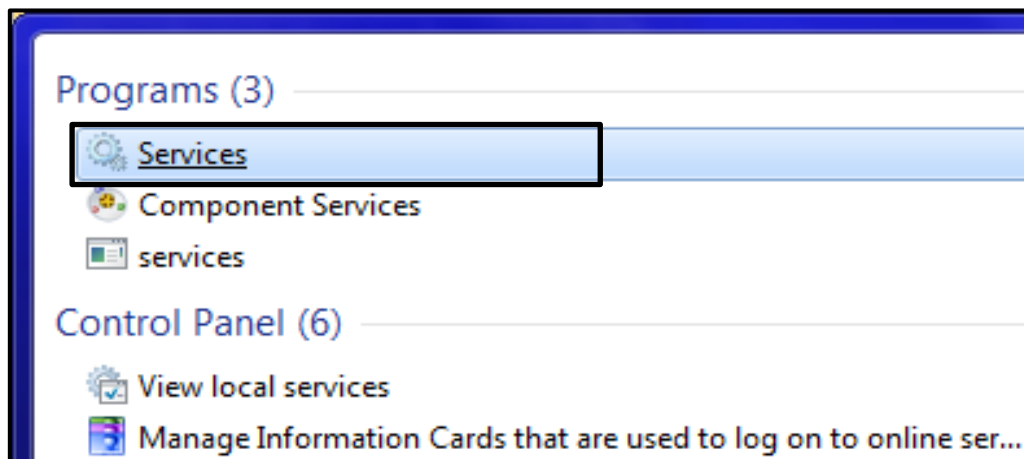 Programs (3)
Services
Component Services
services
Control Panel (6)
View local services
Manage Information Cards that are used to log on to online ser...